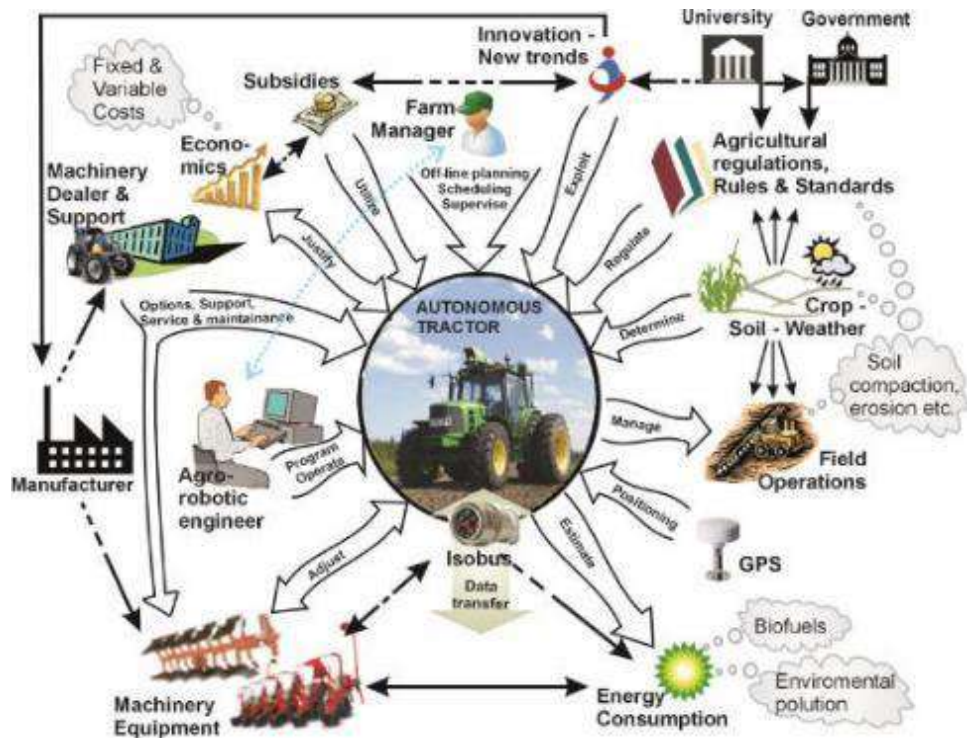 University
Government
Innovation -
New trends
Fixed &
Variable
Costs
Subsidies
Farm
Manager
Econo-
mics
Agricultural
regulations,
Rules & Standards
Machinery
Dealer &
Support
Off-line planning
Scheduling
Supervise
Utilize
Exploit
Justify
Regulate
Options, Support,
Service & maintainance
AUTONOMOUS
TRACTOR
Determine
Crop -
Soil - Weather
Soil
compaction,
erosion etc.
Manage
Field
Operations
Program
Operate
Manufacturer
Agro-
robotic
engineer
Positioning
GPS
Adjust
Isobus
Estimate
Data
transfer
Biofuels
Enviromental
polution
Machinery
Equipment
Energy
Consumption